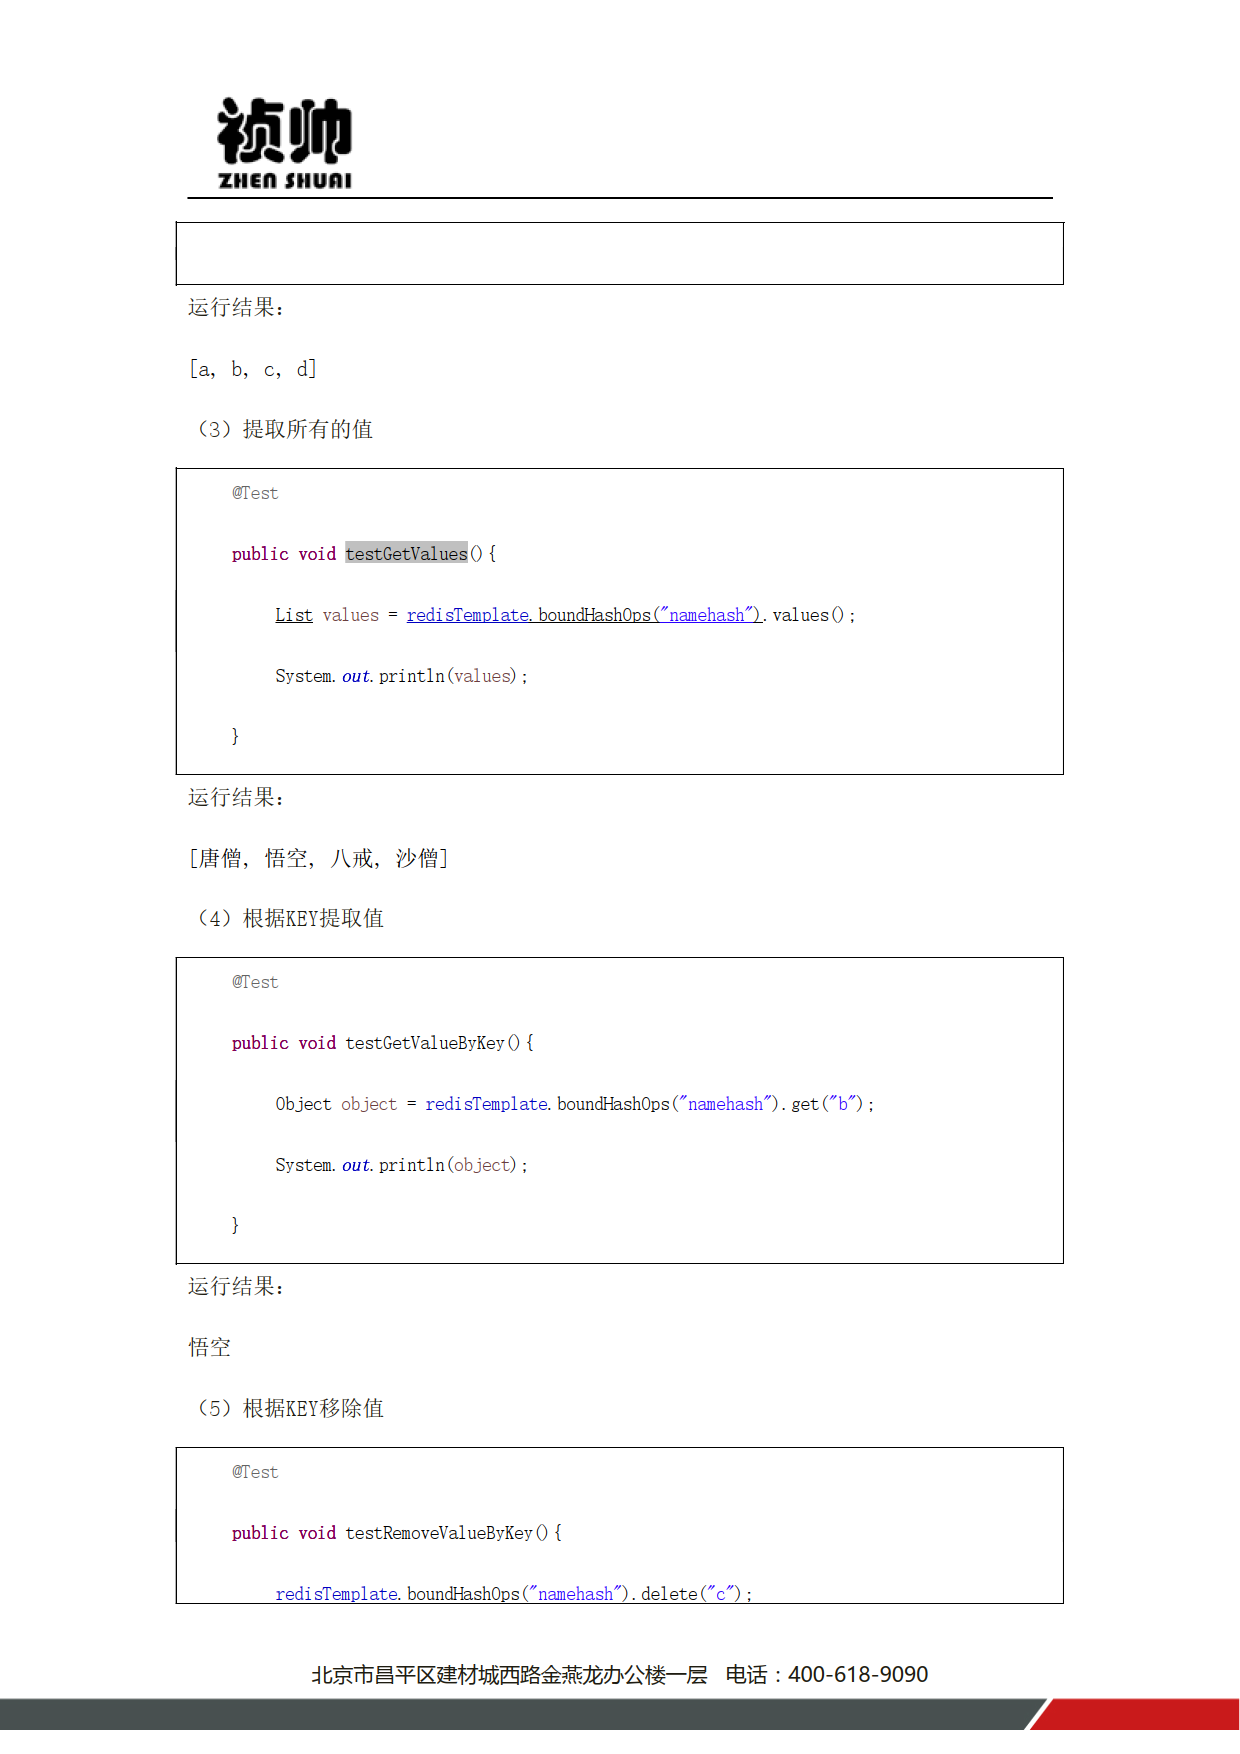 祯帅
ZHEN SHUAI
运行结果：
[a, b, c, d]
（3）提取所有的值
@Test
public void testGetValues(){
List values = redisTemplate.boundHashOps("namehash").values();
System.out.println(values);
}
运行结果：
[唐僧, 悟空, 八戒, 沙僧]
（4）根据KEY提取值
@Test
public void testGetValueByKey(){
Object object = redisTemplate.boundHashOps("namehash").get("b");
System.out.println(object);
}
运行结果：
悟空
（5）根据KEY移除值
@Test
public void testRemoveValueByKey(){
redisTemplate.boundHashOps("namehash").delete("c");
北京市昌平区建材城西路金燕龙办公楼一层 电话：400-618-9090